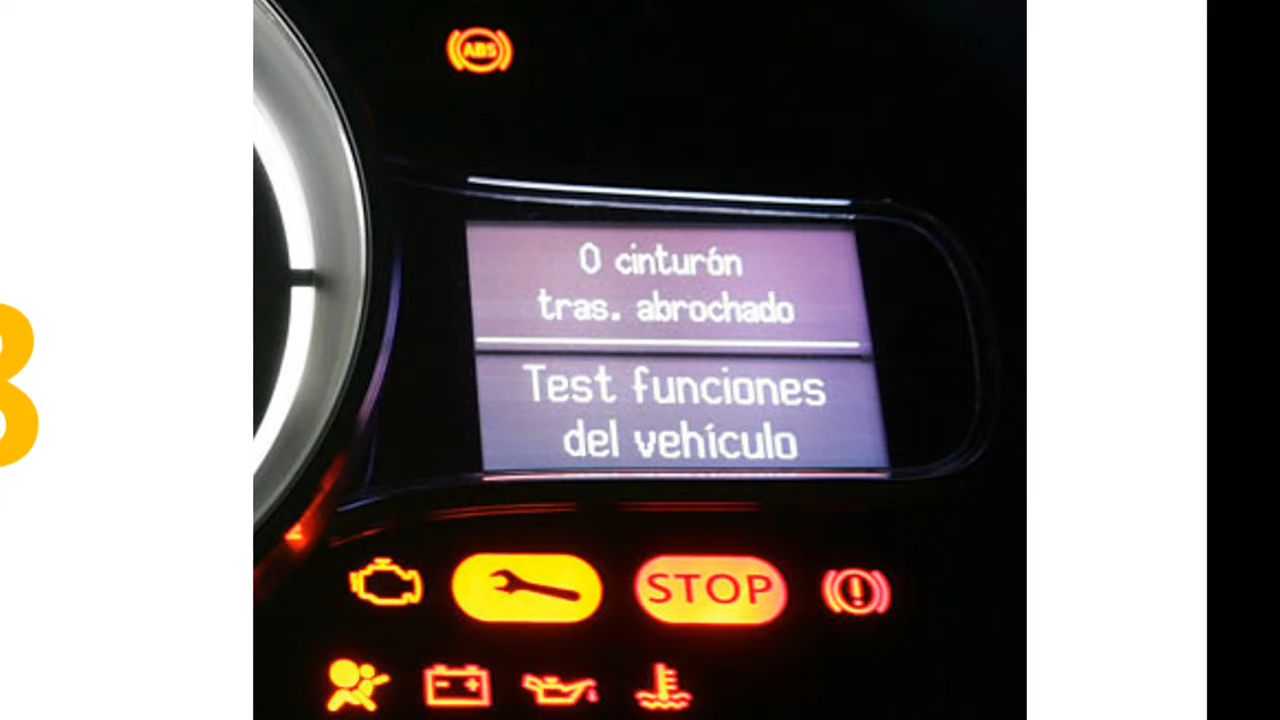 ABS
0 cinturón
tras. abrochado
Test funciones
del vehículo
STOP